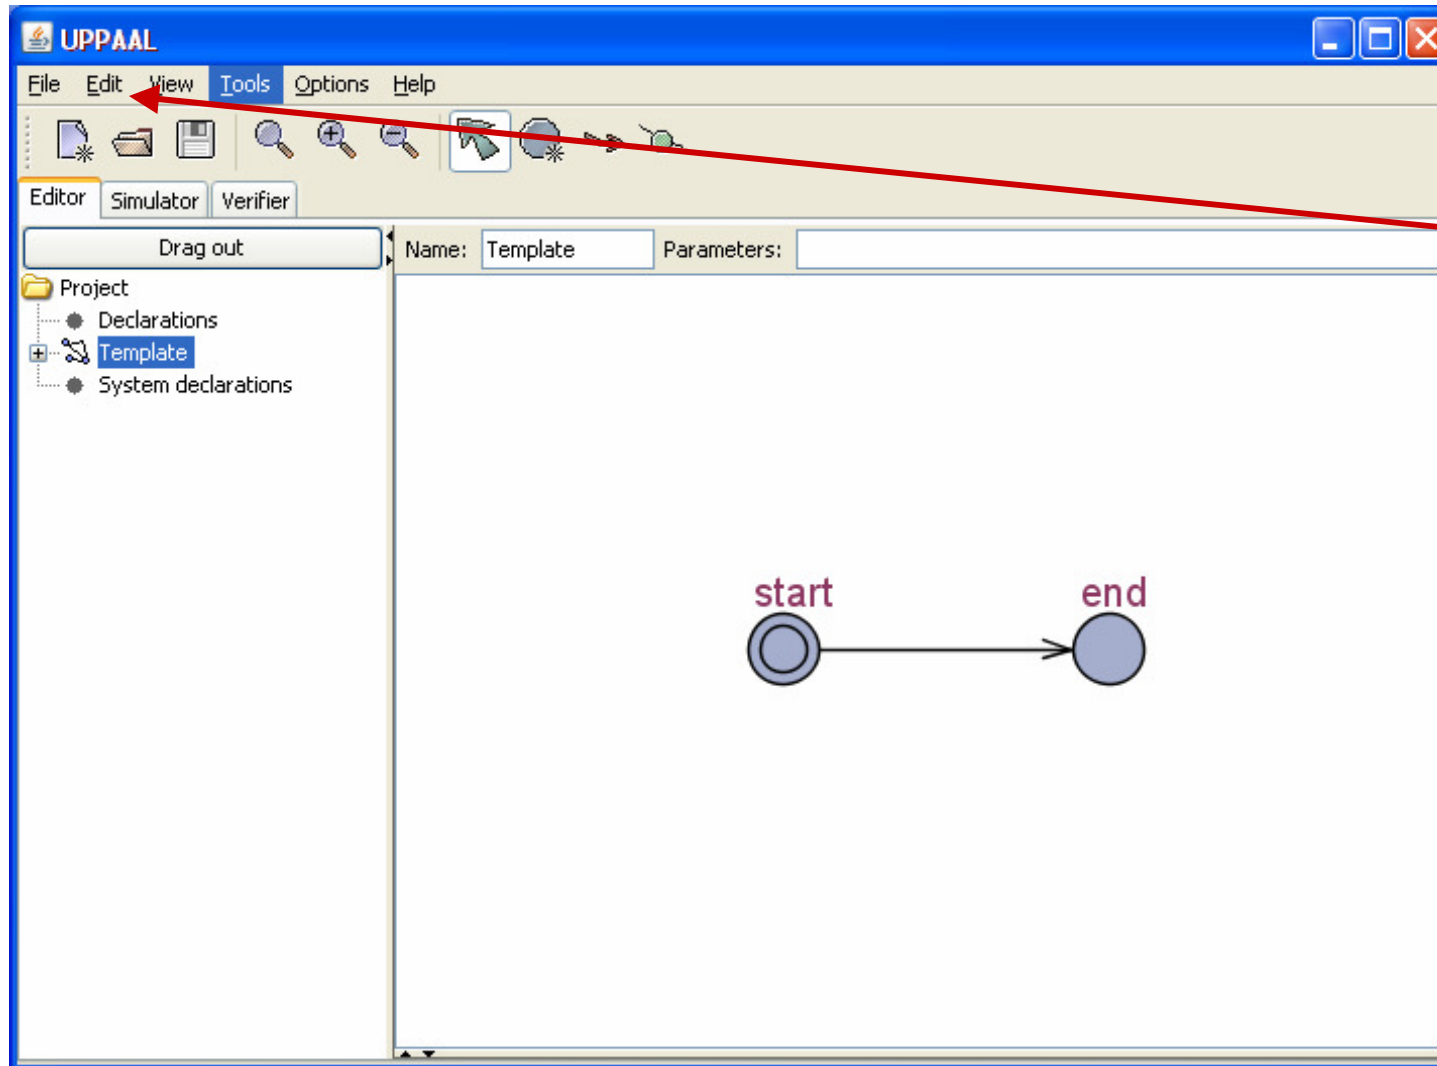 UPPAAL
File Edit View Tools Options Help
Editor Simulator Verifier
Drag out
Name: Template Parameters:
Project
Declarations
Template
System declarations
start end